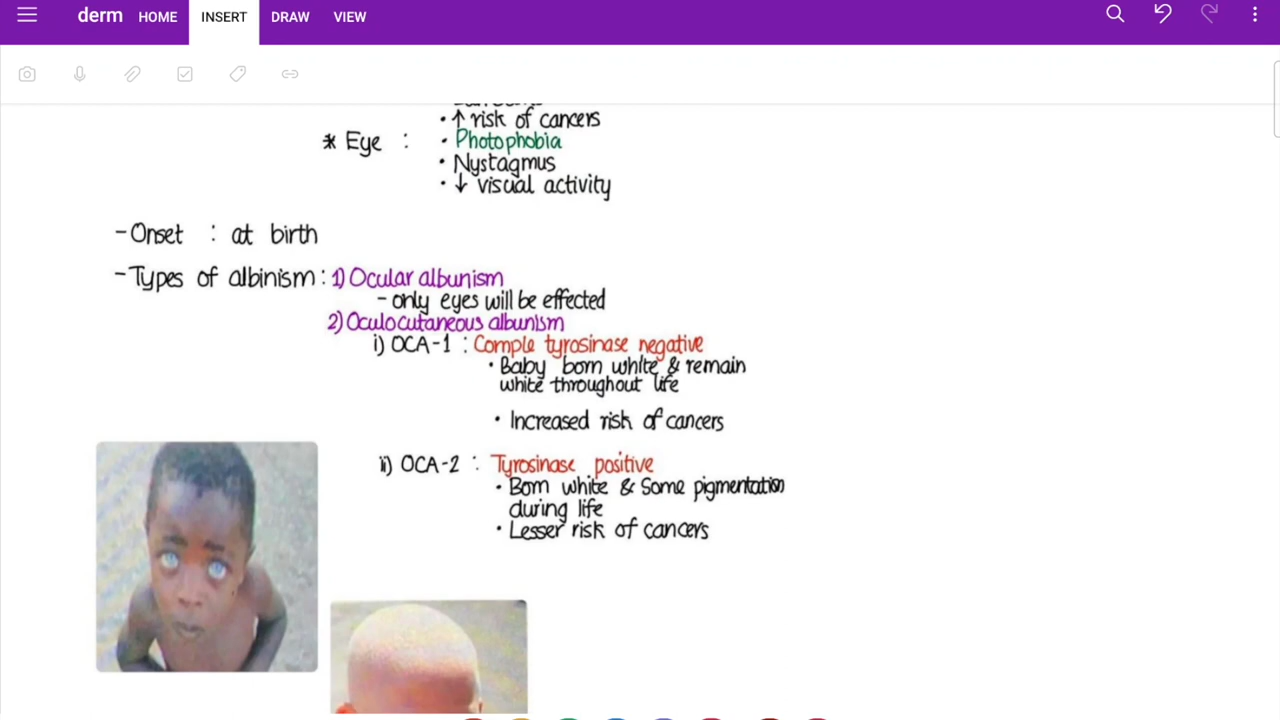 derm HOME INSERT DRAW VIEW
• ↑ risk of cancers
* Eye : • Photophobia
• Nystagmus
• ↓ visual activity
- Onset : at birth
- Types of albinism : 1) Ocular albunism
- only eyes will be effected
2) Oculocutaneous albunism
i) OCA-1 : Comple tyrosinase negative
• Baby born white & remain
white throughout life
• Increased risk of cancers
ii) OCA-2 : Tyrosinase positive
• Born white & Some pigmentation
during life
• Lesser risk of cancers